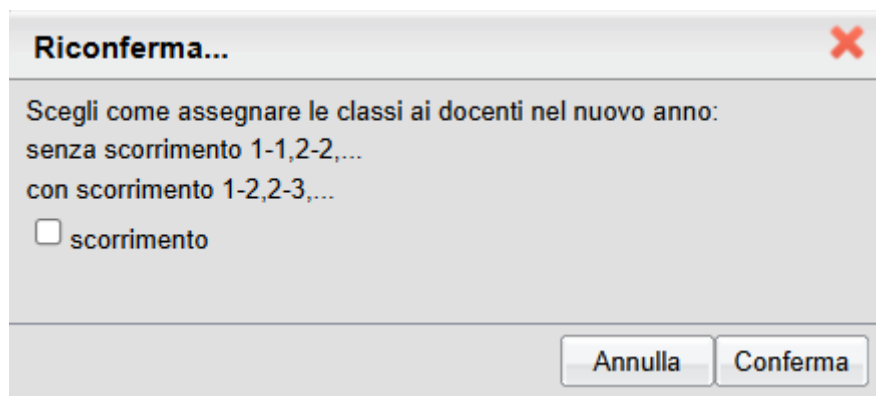 Riconferma...
Scegli come assegnare le classi ai docenti nel nuovo anno:
senza scorrimento 1-1,2-2,...
con scorrimento 1-2,2-3,...
scorrimento
Annulla Conferma